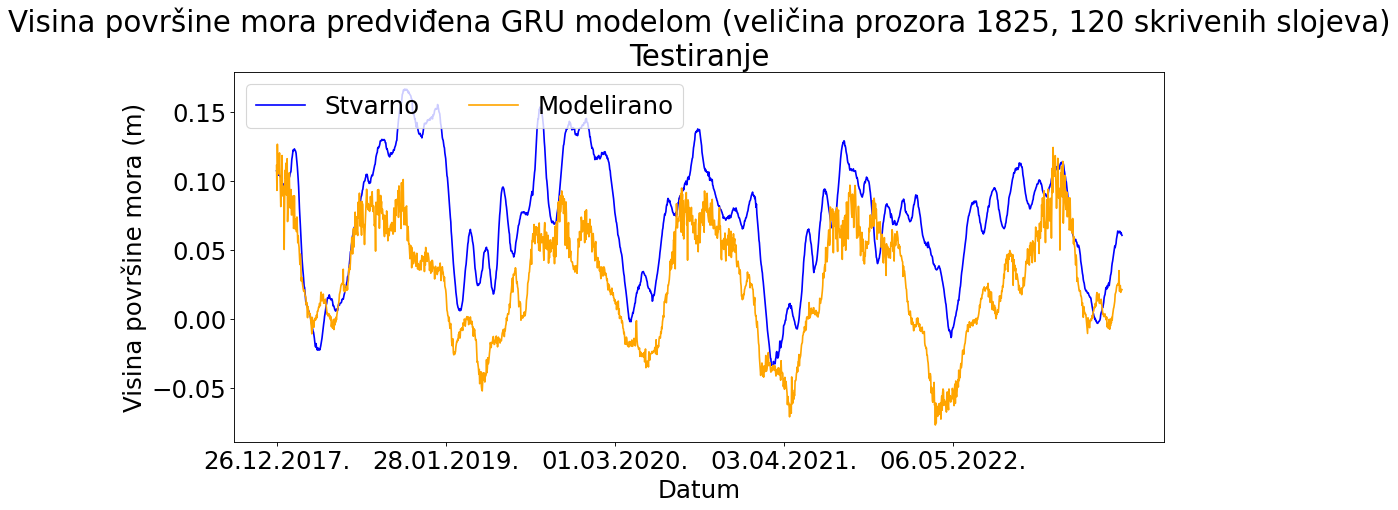 Visina površine mora predviđena GRU modelom (veličina prozora 1825, 120 skrivenih slojeva)
Testiranje
Stvarno Modelirano
Visina površine mora (m)
0.15
0.10
0.05
0.00
−0.05
26.12.2017. 28.01.2019. 01.03.2020. 03.04.2021. 06.05.2022.
Datum